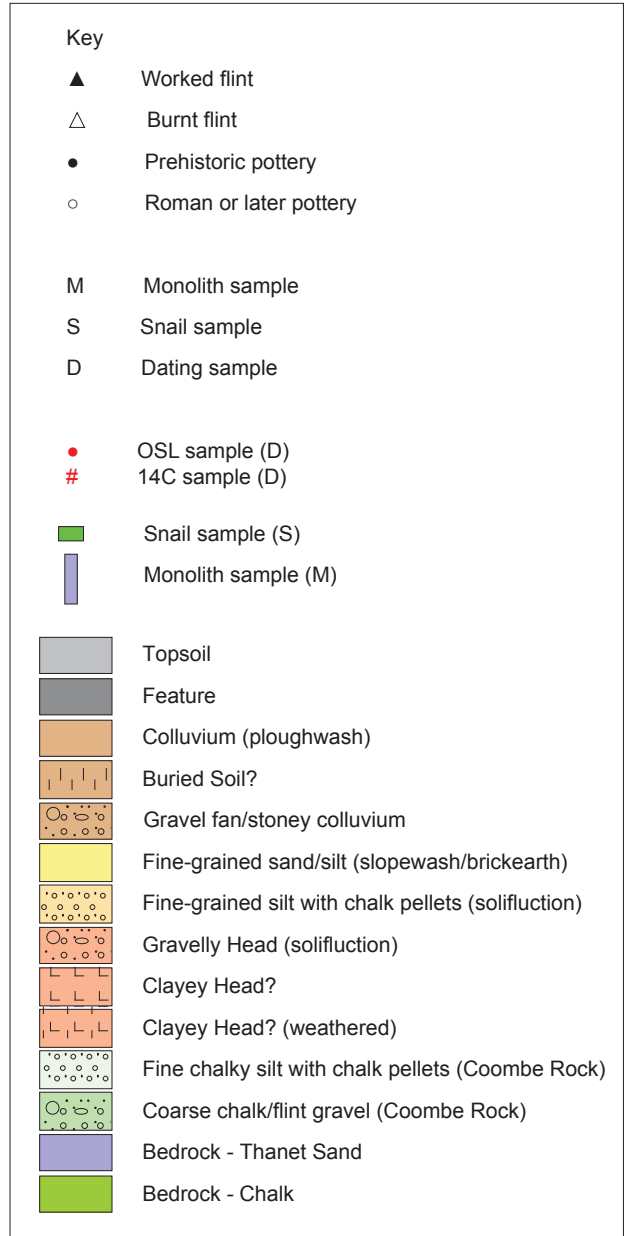 Key
▲ Worked flint
△ Burnt flint
● Prehistoric pottery
○ Roman or later pottery
M Monolith sample
S Snail sample
D Dating sample
● OSL sample (D)
# 14C sample (D)
Snail sample (S)
Monolith sample (M)
Topsoil
Feature
Colluvium (ploughwash)
Buried Soil?
Gravel fan/stoney colluvium
Fine-grained sand/silt (slopewash/brickearth)
Fine-grained silt with chalk pellets (solifluction)
Gravelly Head (solifluction)
Clayey Head?
Clayey Head? (weathered)
Fine chalky silt with chalk pellets (Coombe Rock)
Coarse chalk/flint gravel (Coombe Rock)
Bedrock - Thanet Sand
Bedrock - Chalk